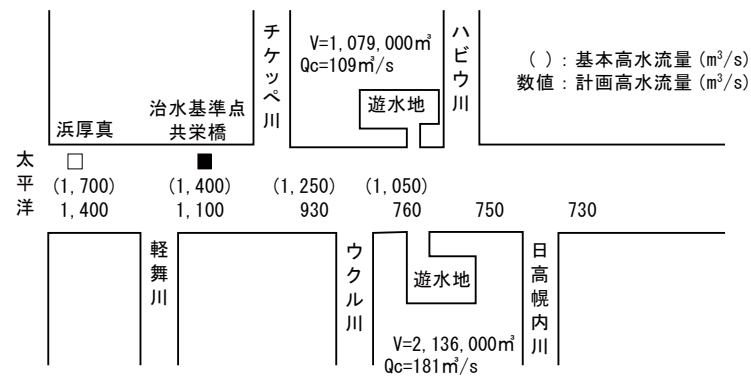 チケッペ川
V=1,079,000㎥
Qc=109㎥/s
遊水地
ハビウ川
( ) : 基本高水流量 (m³/s)
数値 : 計画高水流量 (m³/s)
浜厚真
治水基準点
共栄橋
太平洋
□ ■
(1,700) (1,400) (1,250) (1,050)
1,400 1,100 930 760 750 730
軽舞川
ウクル川
遊水地
日高幌内川
V=2,136,000㎥
Qc=181㎥/s